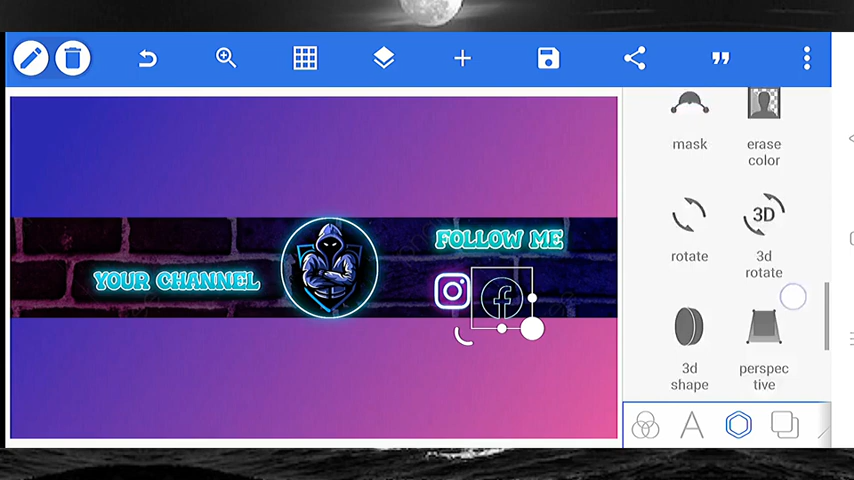 mask
erase
color
3D
rotate
3d
rotate
FOLLOW ME
YOUR CHANNEL
3d
shape
perspec
tive